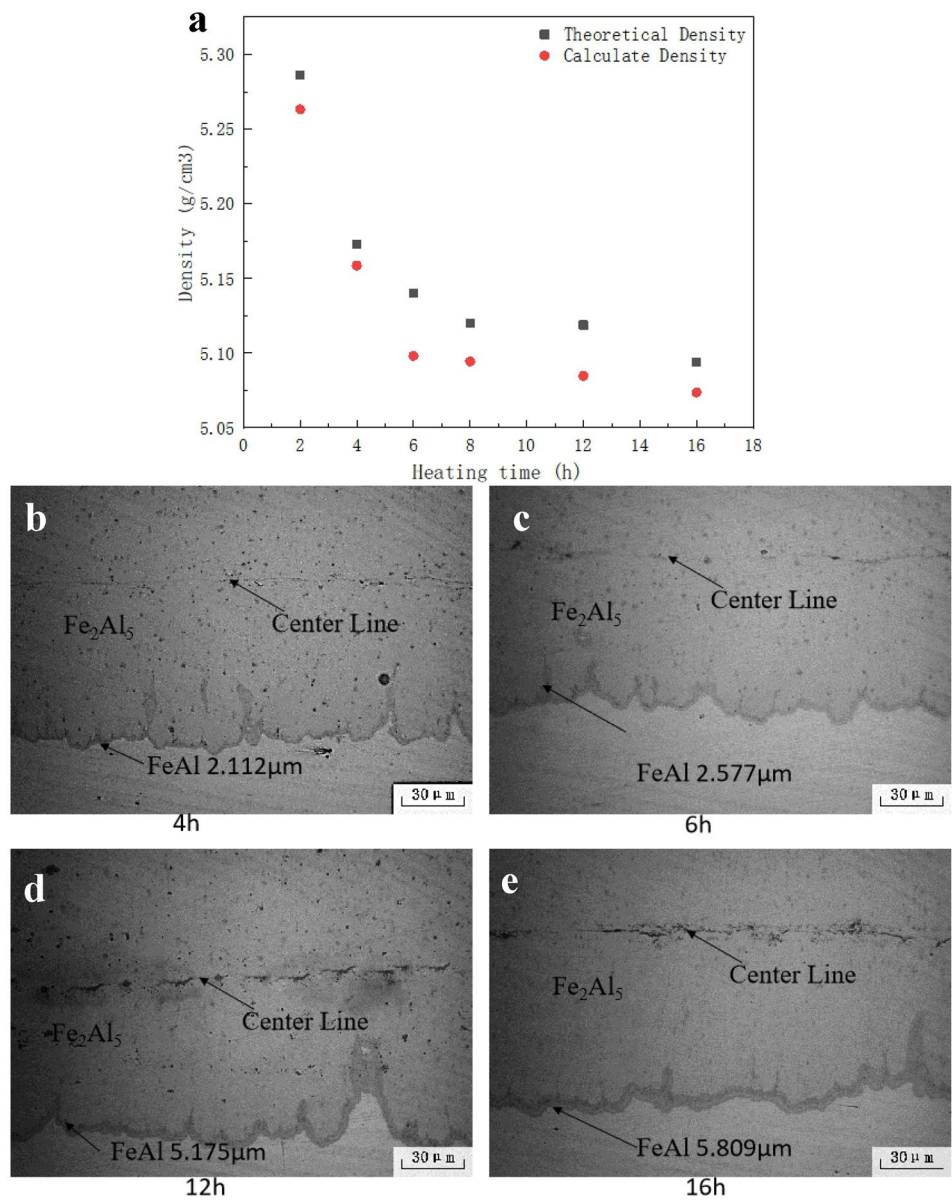 a
Theoretical Density
Calculate Density
5.30
5.25
5.20
5.15
5.10
5.05
Density (g/cm3)
0 2 4 6 8 10 12 14 16 18
Heating time (h)
b
Center Line
Fe₂Al₅
FeAl 2.112μm
30 μm
4h
c
Center Line
Fe₂Al₅
FeAl 2.577μm
30 μm
6h
d
Center Line
Fe₂Al₅
FeAl 5.175μm
30 μm
12h
e
Center Line
Fe₂Al₅
FeAl 5.809μm
30 μm
16h